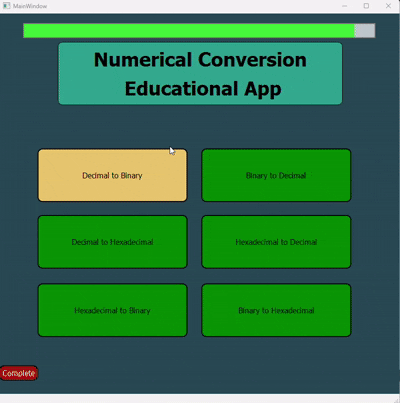 MainWindow
Numerical Conversion
Educational App
Decimal to Binary
Binary to Decimal
Decimal to Hexadecimal
Hexadecimal to Decimal
Hexadecimal to Binary
Binary to Hexadecimal
Complete